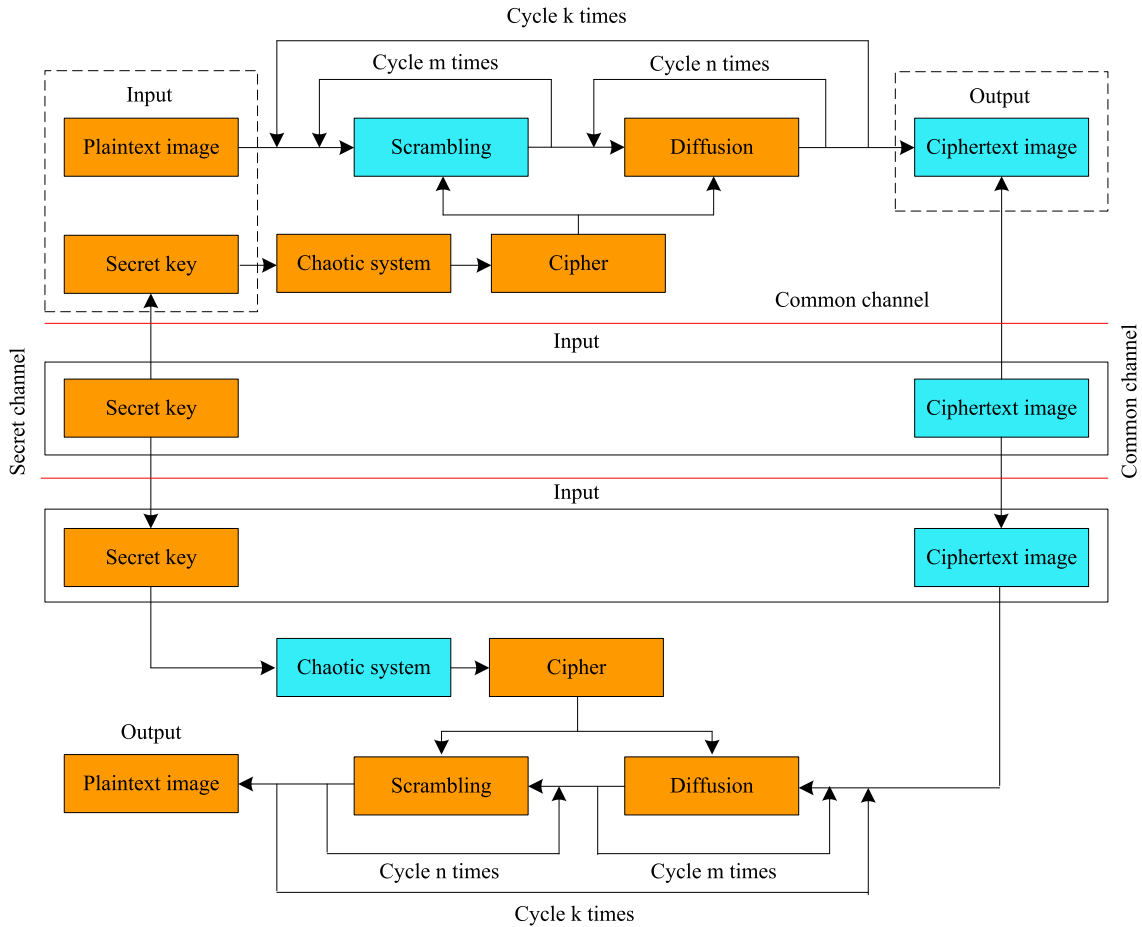 Cycle k times
Cycle m times
Cycle n times
Input
Output
Plaintext image
Scrambling
Diffusion
Ciphertext image
Secret key
Chaotic system
Cipher
Common channel
Input
Secret channel
Common channel
Secret key
Ciphertext image
Input
Secret key
Ciphertext image
Chaotic system
Cipher
Output
Plaintext image
Scrambling
Diffusion
Cycle n times
Cycle m times
Cycle k times